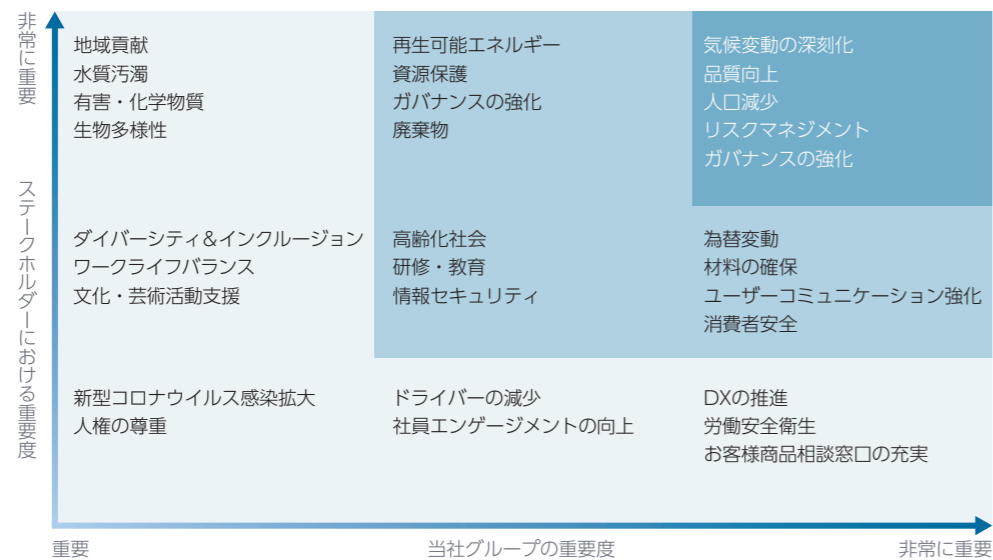 非常に重要
ステークホルダーにおける重要度
地域貢献
水質汚濁
有害・化学物質
生物多様性
再生可能エネルギー
資源保護
ガバナンスの強化
廃棄物
気候変動の深刻化
品質向上
人口減少
リスクマネジメント
ガバナンスの強化
ダイバーシティ&インクルージョン
ワークライフバランス
文化・芸術活動支援
高齢化社会
研修・教育
情報セキュリティ
為替変動
材料の確保
ユーザーコミュニケーション強化
消費者安全
新型コロナウイルス感染拡大
人権の尊重
ドライバーの減少
社員エンゲージメントの向上
DXの推進
労働安全衛生
お客様商品相談窓口の充実
重要
当社グループの重要度
非常に重要